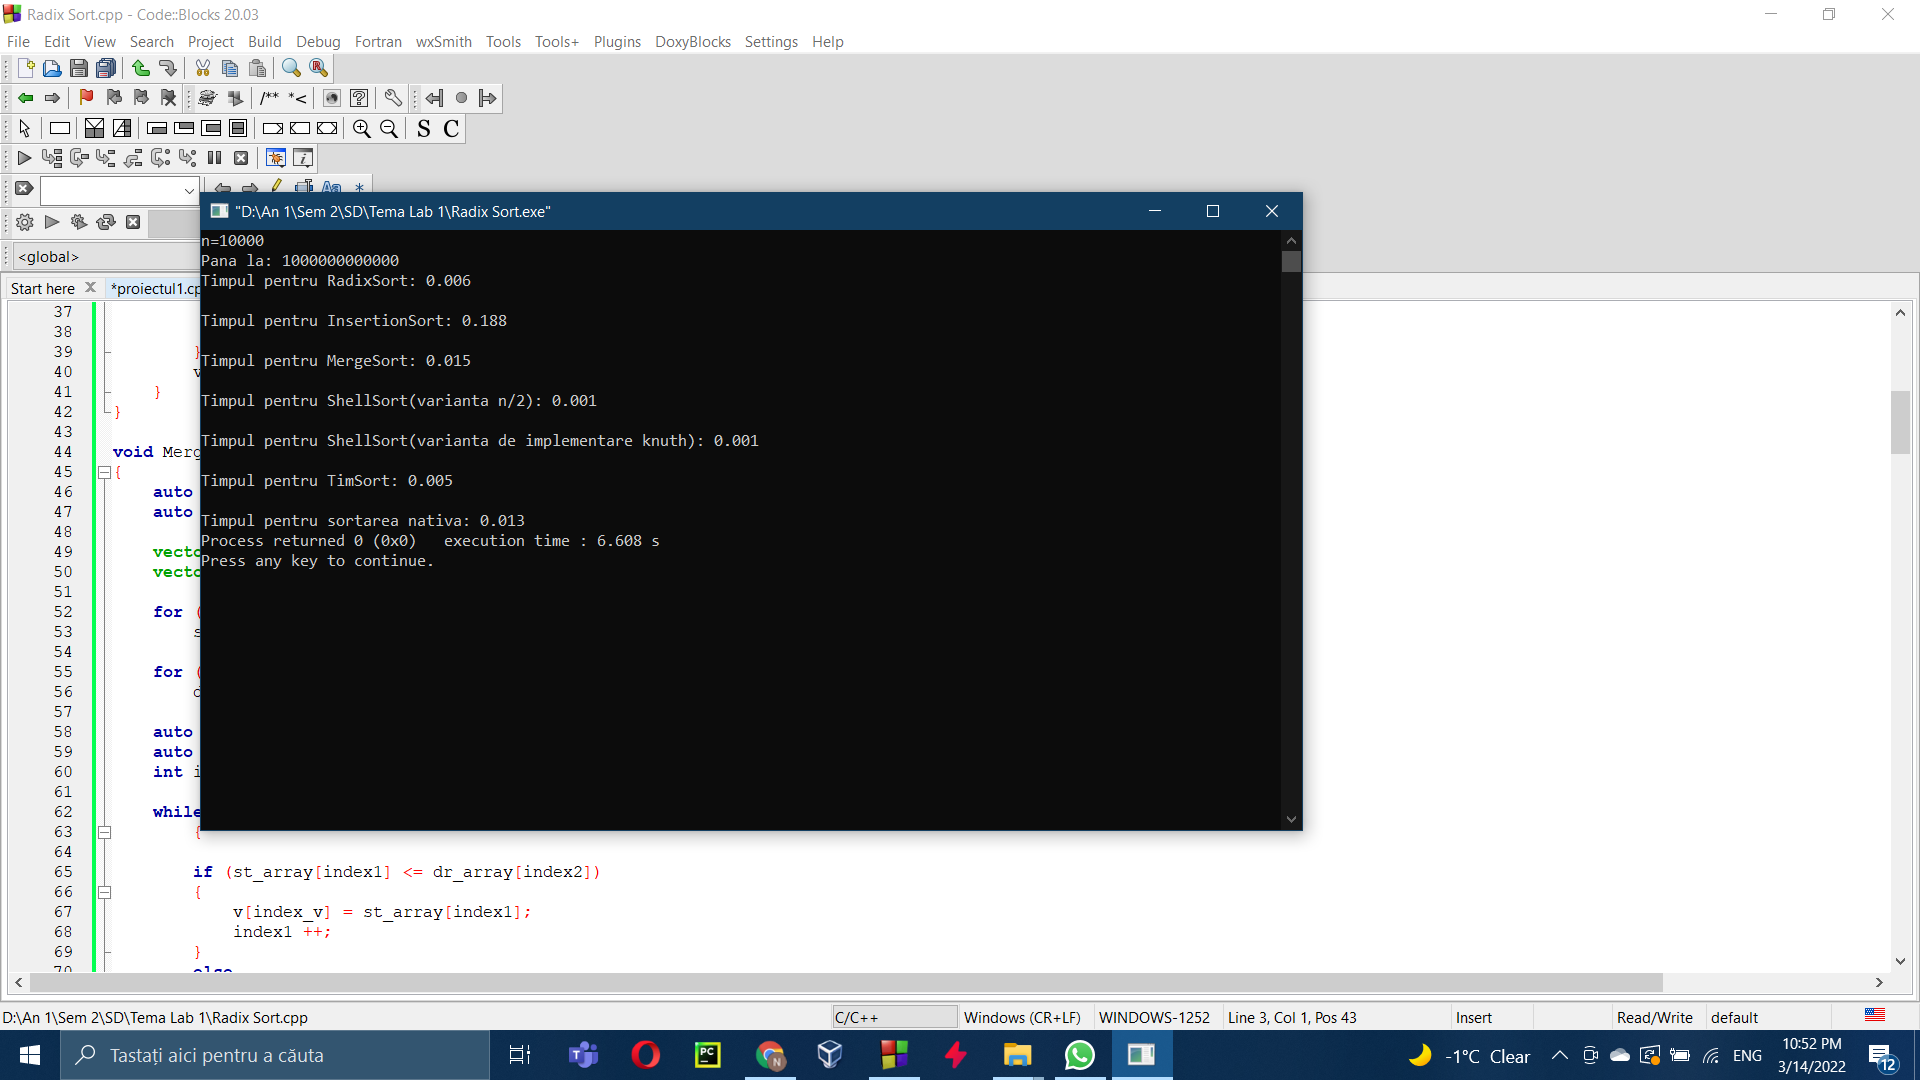 Radix Sort.cpp - Code::Blocks 20.03
File Edit View Search Project Build Debug Fortran wxSmith Tools Tools+ Plugins DoxyBlocks Settings Help
/** *<
S C
<global>
Start here *proiectul1.cp
"D:\An 1\Sem 2\SD\Tema Lab 1\Radix Sort.exe"
n=10000
Pana la: 1000000000000
Timpul pentru RadixSort: 0.006
Timpul pentru InsertionSort: 0.188
Timpul pentru MergeSort: 0.015
Timpul pentru ShellSort(varianta n/2): 0.001
Timpul pentru ShellSort(varianta de implementare knuth): 0.001
Timpul pentru TimSort: 0.005
Timpul pentru sortarea nativa: 0.013
Process returned 0 (0x0)   execution time : 6.608 s
Press any key to continue.
37
38
39 }
40 v
41 }
42 }
43
44 void Merg
45 {
46 auto
47 auto
48
49 vecto
50 vecto
51
52 for (
53 s
54
55 for (
56 d
57
58 auto
59 auto
60 int i
61
62 while
63 {
64
65 if (st_array[index1] <= dr_array[index2])
66 {
67 v[index_v] = st_array[index1];
68 index1 ++;
69 }
70 else
D:\An 1\Sem 2\SD\Tema Lab 1\Radix Sort.cpp C/C++ Windows (CR+LF) WINDOWS-1252 Line 3, Col 1, Pos 43 Insert Read/Write default
Tastați aici pentru a căuta
-1°C Clear ENG
10:52 PM
3/14/2022
12